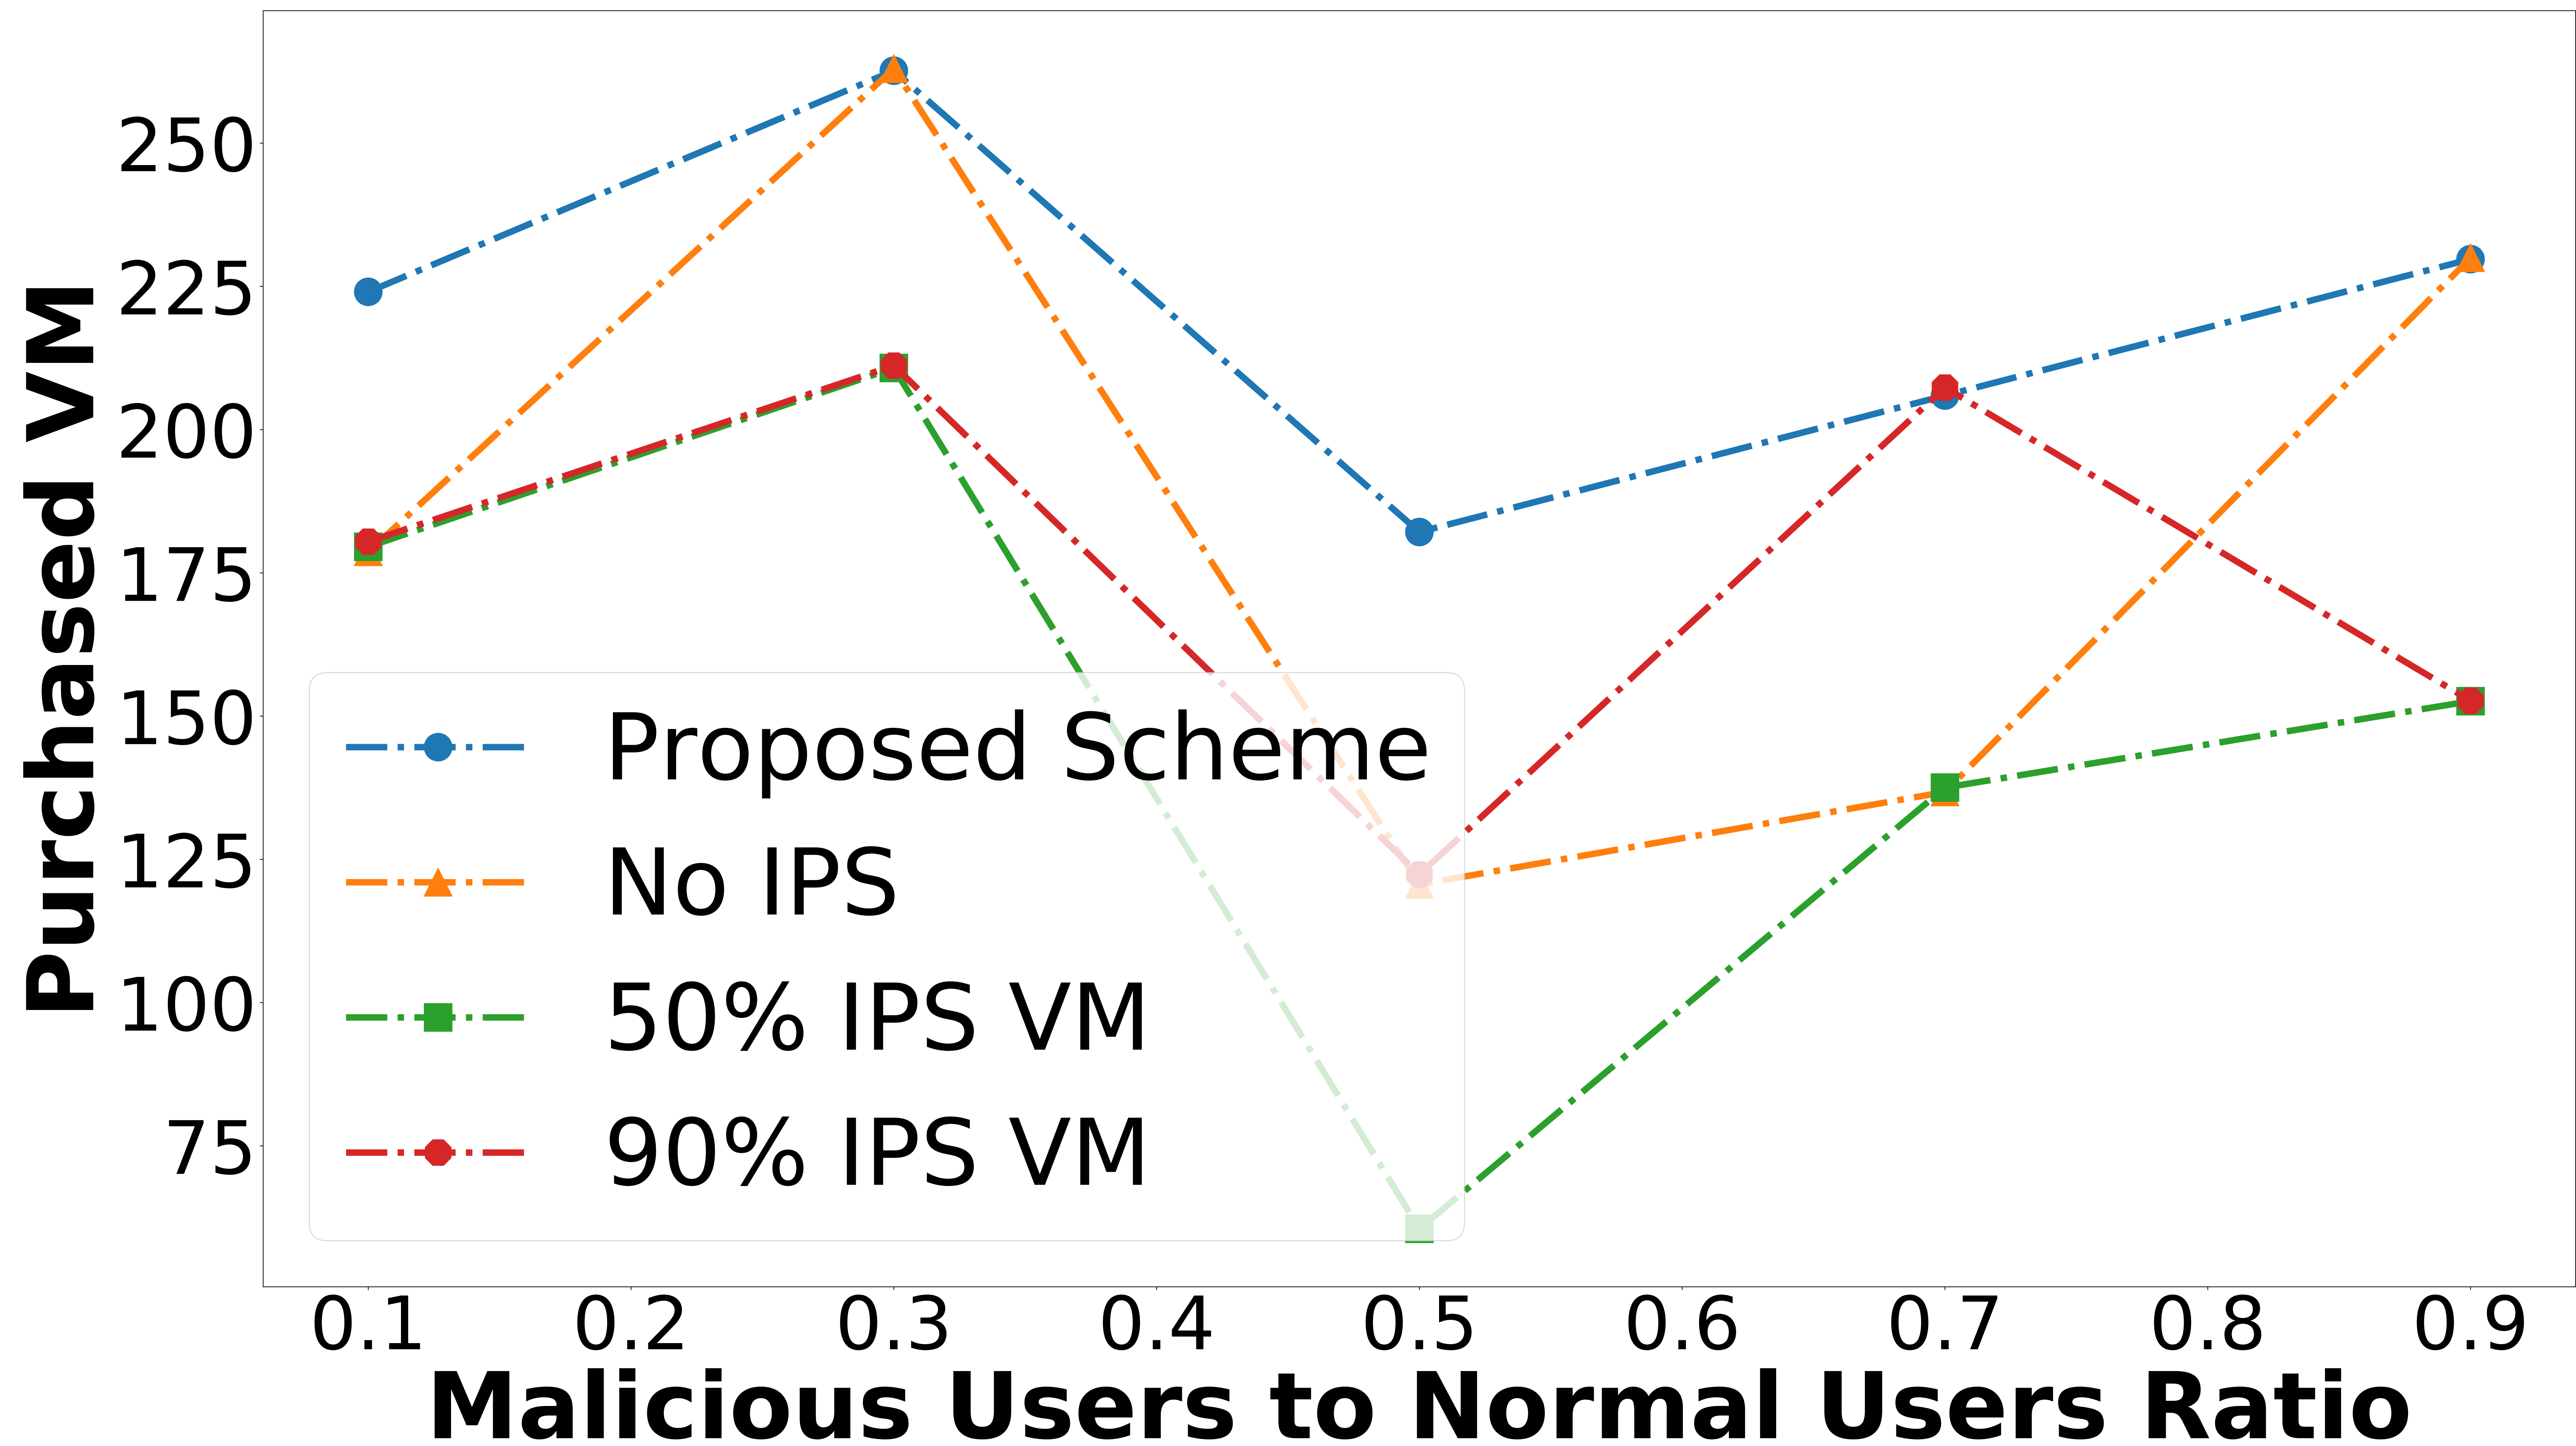 Purchased VM
250
225
200
175
150
125
100
75
Proposed Scheme
No IPS
50% IPS VM
90% IPS VM
0.1 0.2 0.3 0.4 0.5 0.6 0.7 0.8 0.9
Malicious Users to Normal Users Ratio